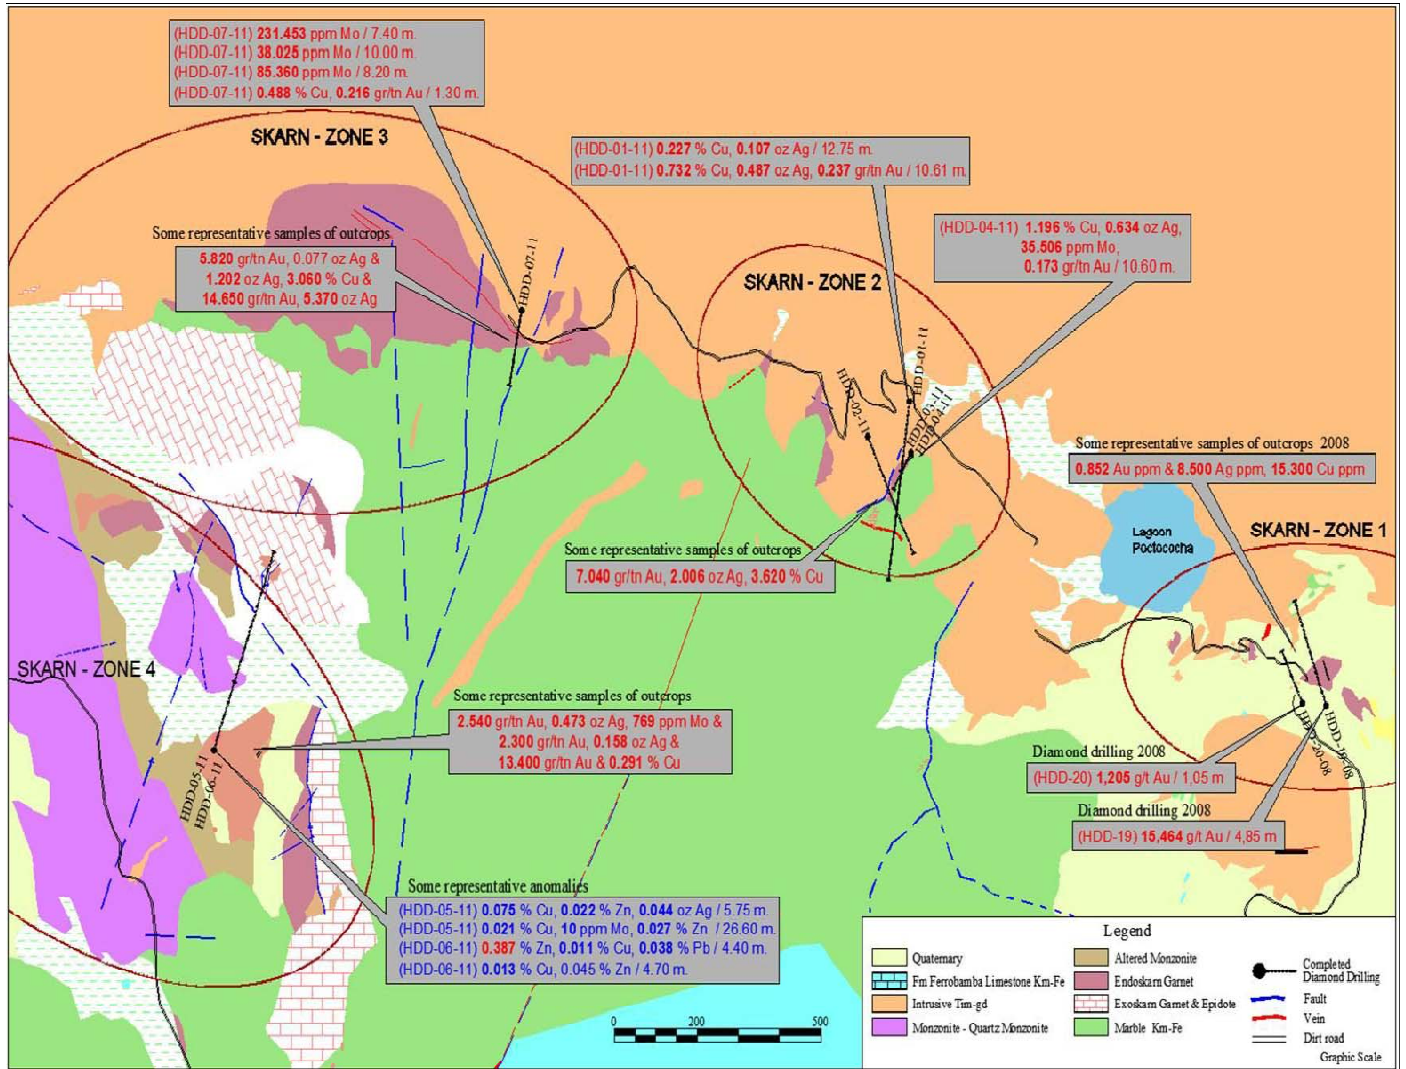 (HDD-07-11) 231.453 ppm Mo / 7.40 m.
(HDD-07-11) 38.025 ppm Mo / 10.00 m.
(HDD-07-11) 85.360 ppm Mo / 8.20 m.
(HDD-07-11) 0.488 % Cu, 0.216 gr/tn Au / 1.30 m.
SKARN - ZONE 3
(HDD-01-11) 0.227 % Cu, 0.107 oz Ag / 12.75 m.
(HDD-01-11) 0.732 % Cu, 0.487 oz Ag, 0.237 gr/tn Au / 10.61 m.
(HDD-04-11) 1.196 % Cu, 0.634 oz Ag,
35.506 ppm Mo,
0.173 gr/tn Au / 10.60 m.
Some representative samples of outcrops
5.820 gr/tn Au, 0.077 oz Ag &
1.202 oz Ag, 3.060 % Cu &
14.650 gr/tn Au, 5.370 oz Ag
HDD-07-11
SKARN - ZONE 2
HDD-01-11
HDD-02-11
HDD-03-11
HDD-04-11
Some representative samples of outcrops 2008
0.852 Au ppm & 8.500 Ag ppm, 15.300 Cu ppm
Lagoon
Poctococha
SKARN - ZONE 1
Some representative samples of outcrops
7.040 gr/tn Au, 2.006 oz Ag, 3.620 % Cu
SKARN - ZONE 4
Some representative samples of outcrops
2.540 gr/tn Au, 0.473 oz Ag, 769 ppm Mo &
2.300 gr/tn Au, 0.158 oz Ag &
13.400 gr/tn Au & 0.291 % Cu
HDD-05-11
HDD-06-11
HDD-20-08
HDD-19-08
Diamond drilling 2008
(HDD-20) 1,205 g/t Au / 1,05 m
Diamond drilling 2008
(HDD-19) 15,464 g/t Au / 4,85 m
Some representative anomalies
(HDD-05-11) 0.075 % Cu, 0.022 % Zn, 0.044 oz Ag / 5.75 m.
(HDD-05-11) 0.021 % Cu, 10 ppm Mo, 0.027 % Zn / 26.60 m.
(HDD-06-11) 0.387 % Zn, 0.011 % Cu, 0.038 % Pb / 4.40 m.
(HDD-06-11) 0.013 % Cu, 0.045 % Zn / 4.70 m.
0 200 500
Legend
Quaternary
Fm Ferrobamba Limestone Km-Fe
Intrusive Tim-gd
Monzonite - Quartz Monzonite
Altered Monzonite
Endoskarn Garnet
Exoskarn Garnet & Epidote
Marble Km-Fe
Completed
Diamond Drilling
Fault
Vein
Dirt road
Graphic Scale